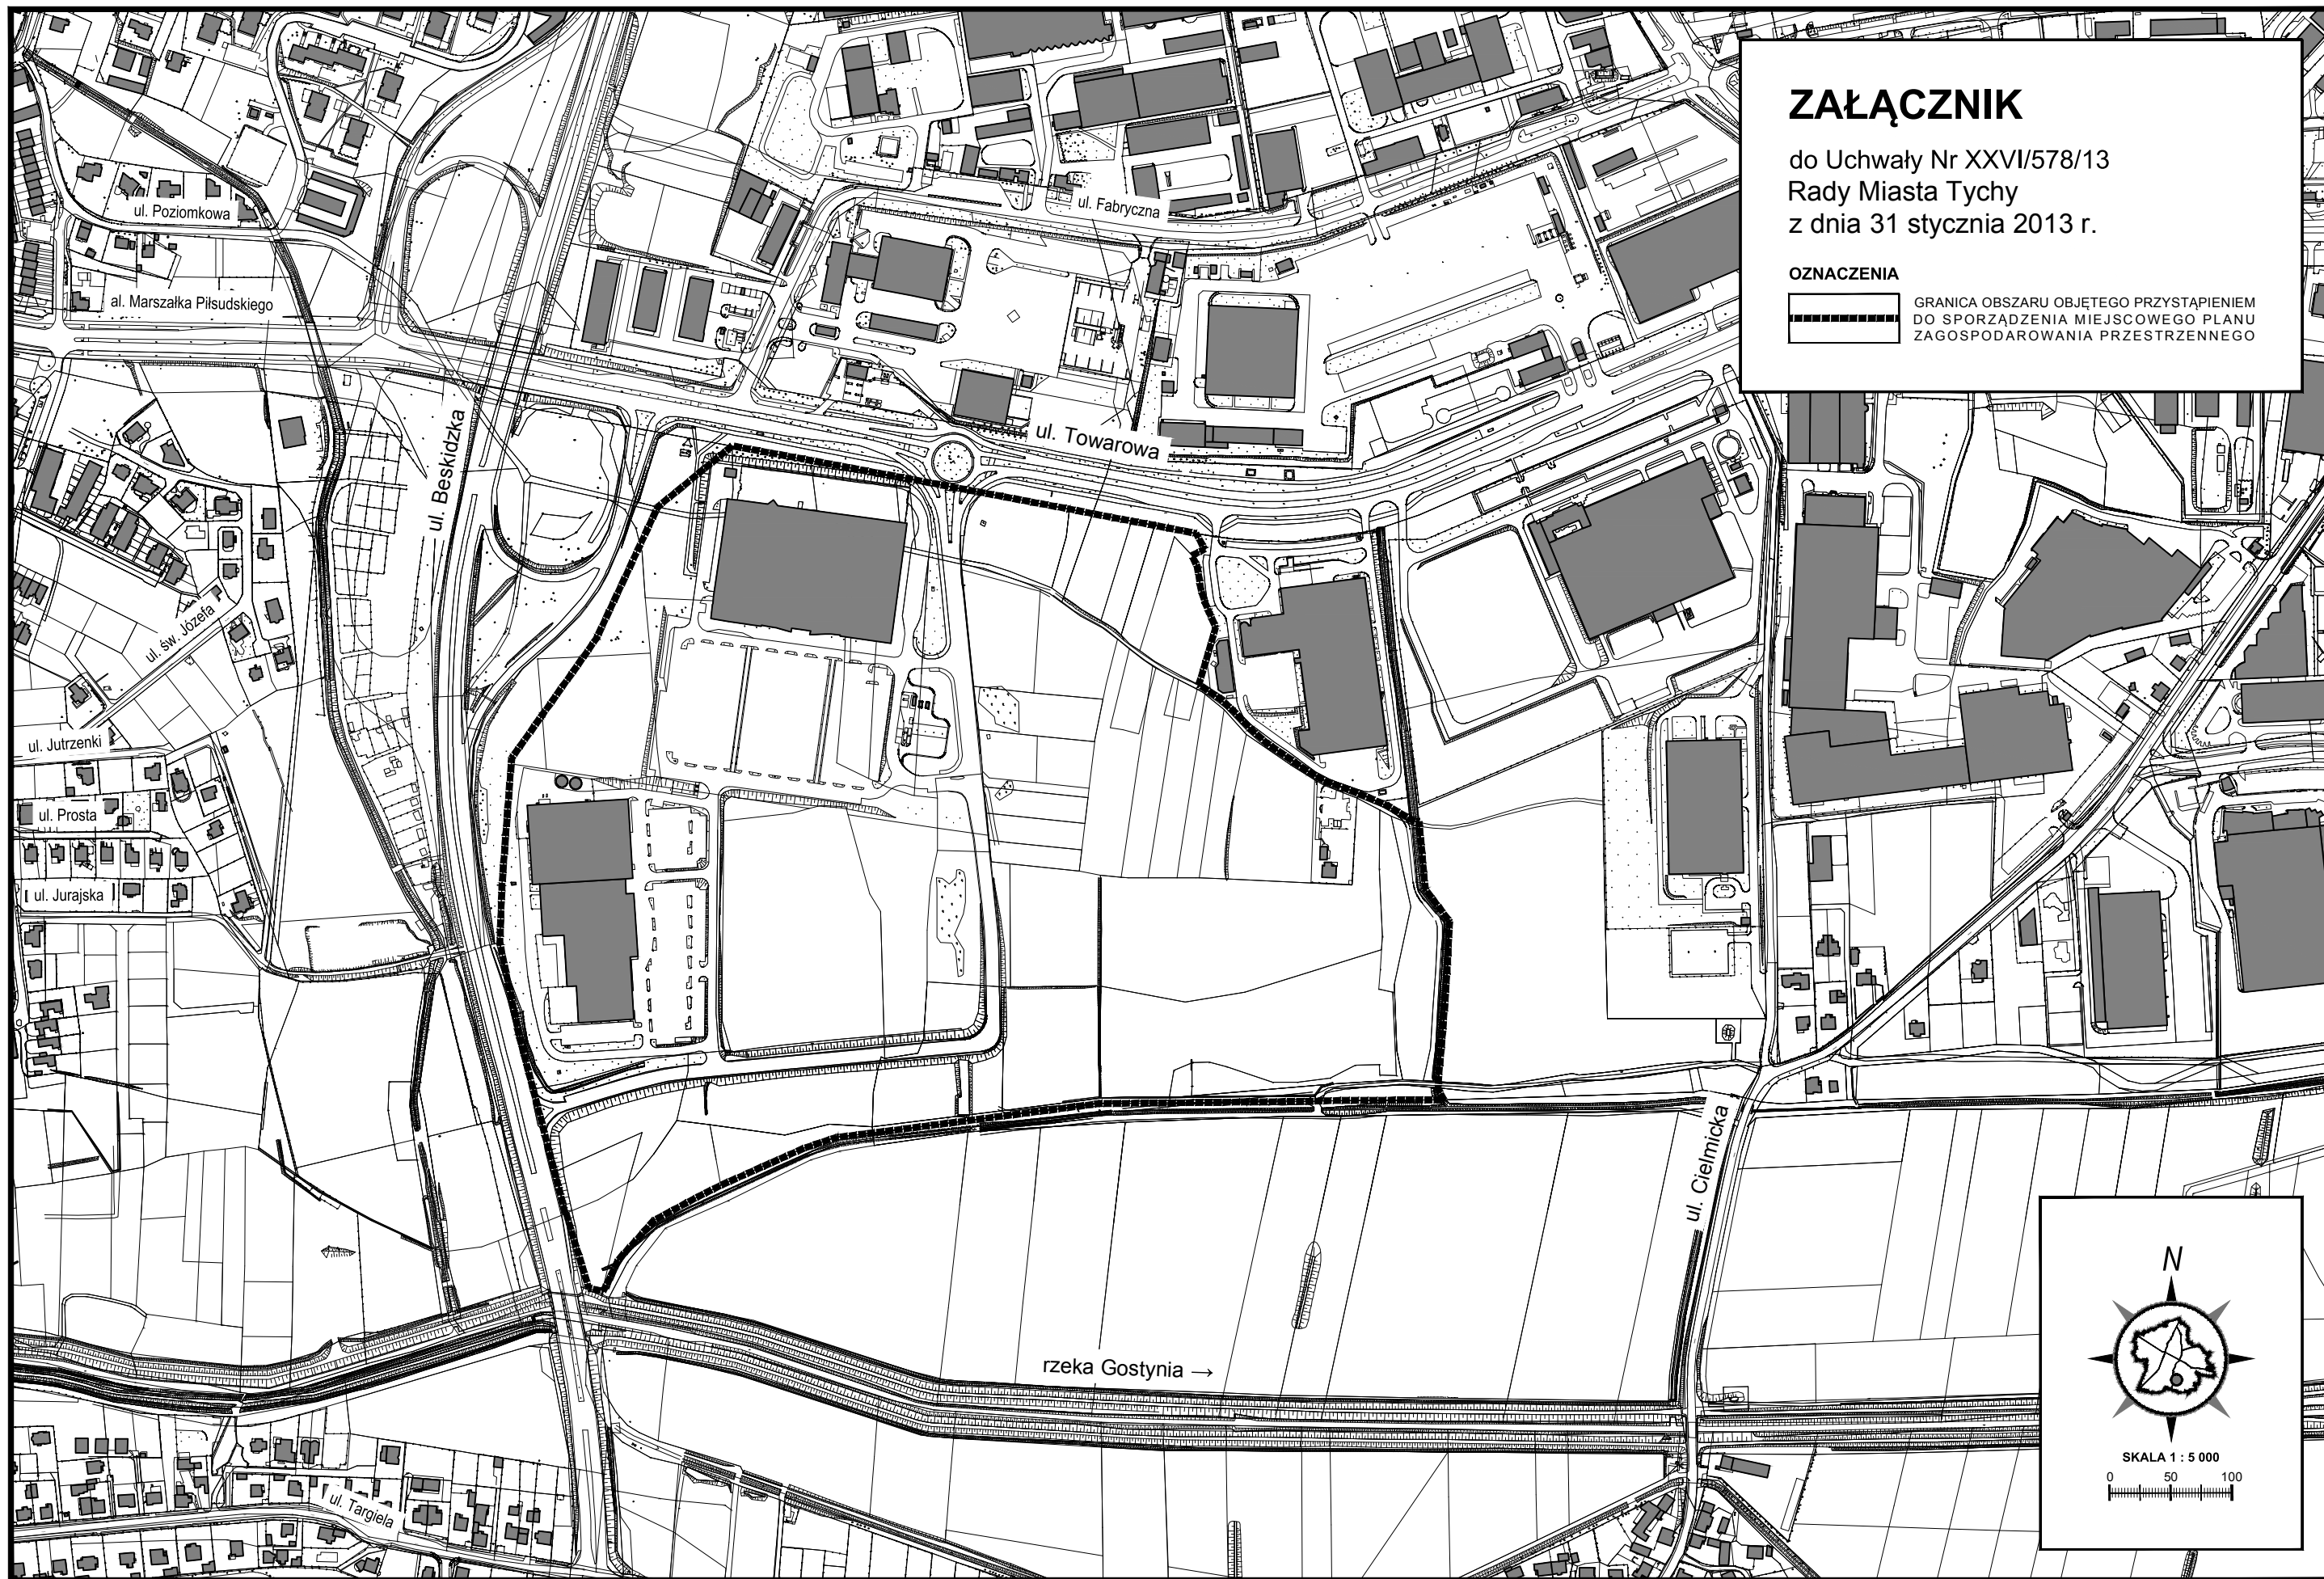 ZAŁĄCZNIK
do Uchwały Nr XXVI/578/13
Rady Miasta Tychy
z dnia 31 stycznia 2013 r.
OZNACZENIA
GRANICA OBSZARU OBJĘTEGO PRZYSTĄPIENIEM
DO SPORZĄDZENIA MIEJSCOWEGO PLANU
ZAGOSPODAROWANIA PRZESTRZENNEGO
ul. Poziomkowa
ul. Fabryczna
al. Marszałka Piłsudskiego
ul. Beskidzka
ul. Towarowa
ul. św. Józefa
ul. Jutrzenki
ul. Prosta
ul. Jurajska
ul. Cielmicka
rzeka Gostynia →
ul. Targiela
N
SKALA 1 : 5 000
0 50 100